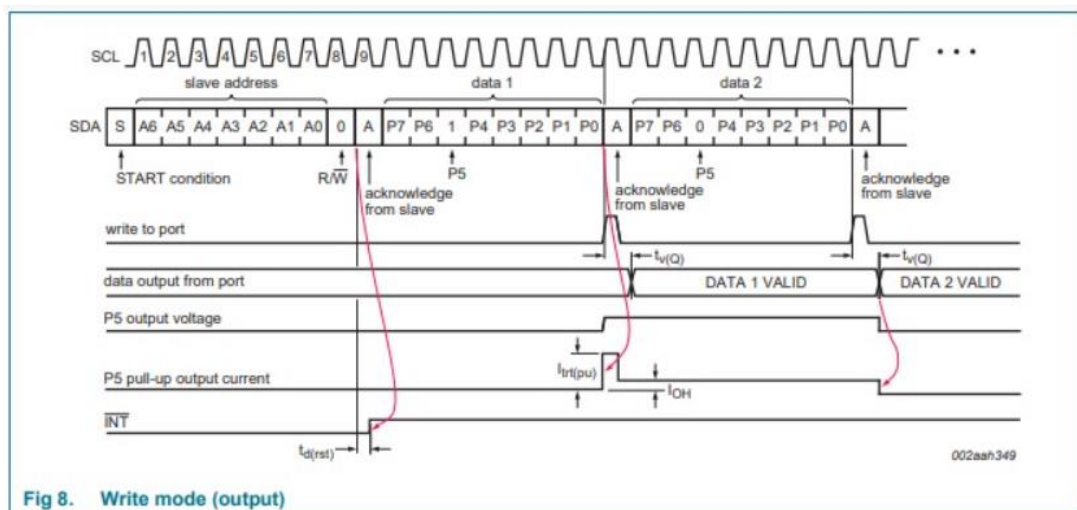 SCL 1 2 3 4 5 6 7 8 9
slave address data 1 data 2
SDA S A6 A5 A4 A3 A2 A1 A0 0 A P7 P6 1 P4 P3 P2 P1 P0 A P7 P6 0 P4 P3 P2 P1 P0 A
START condition R/W̅ acknowledge from slave P5 acknowledge from slave P5 acknowledge from slave
write to port
tv(Q) tv(Q)
data output from port DATA 1 VALID DATA 2 VALID
P5 output voltage
Itrt(pu)
P5 pull-up output current IOH
I̅N̅T̅
td(rst) 002aah349
Fig 8. Write mode (output)